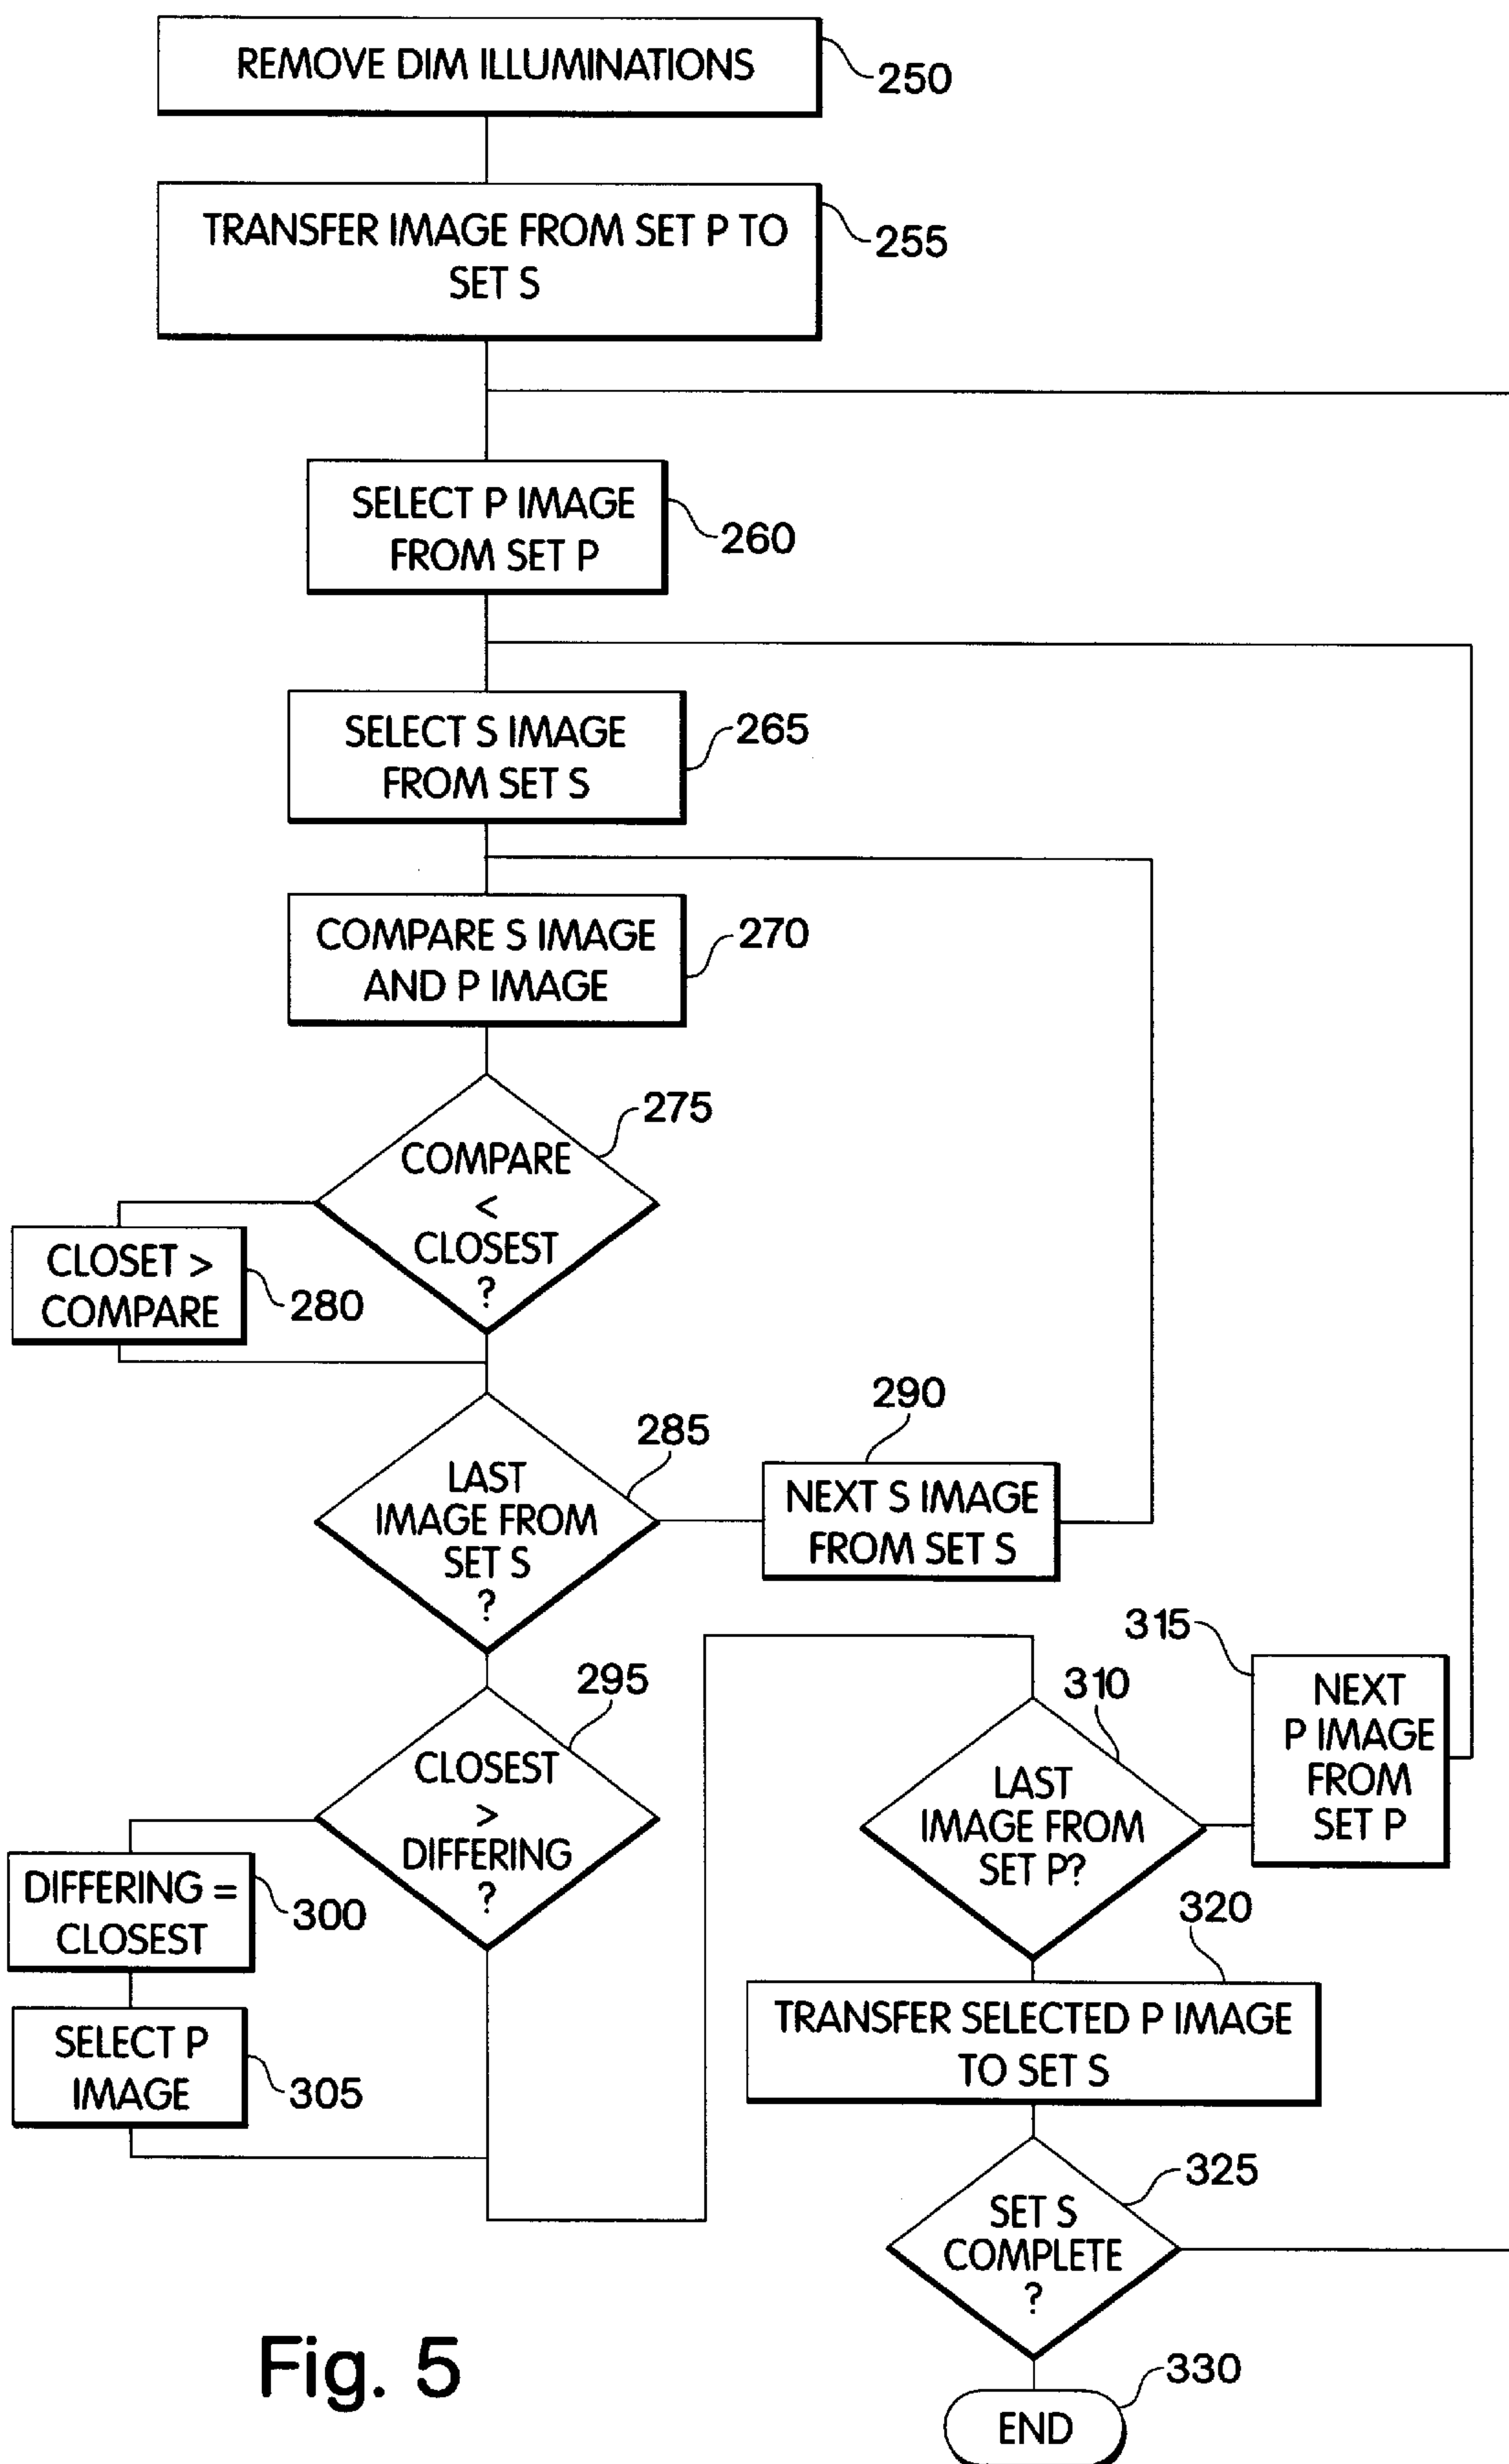 REMOVE DIM ILLUMINATIONS
250
TRANSFER IMAGE FROM SET P TO
SET S
255
SELECT P IMAGE
FROM SET P
260
SELECT S IMAGE
FROM SET S
265
COMPARE S IMAGE
AND P IMAGE
270
COMPARE
<
CLOSEST
?
275
CLOSET >
COMPARE
280
LAST
IMAGE FROM
SET S
?
285
NEXT S IMAGE
FROM SET S
290
CLOSEST
>
DIFFERING
?
295
DIFFERING =
CLOSEST
300
SELECT P
IMAGE
305
LAST
IMAGE FROM
SET P?
310
NEXT
P IMAGE
FROM
SET P
315
TRANSFER SELECTED P IMAGE
TO SET S
320
SET S
COMPLETE
?
325
END
330
Fig. 5